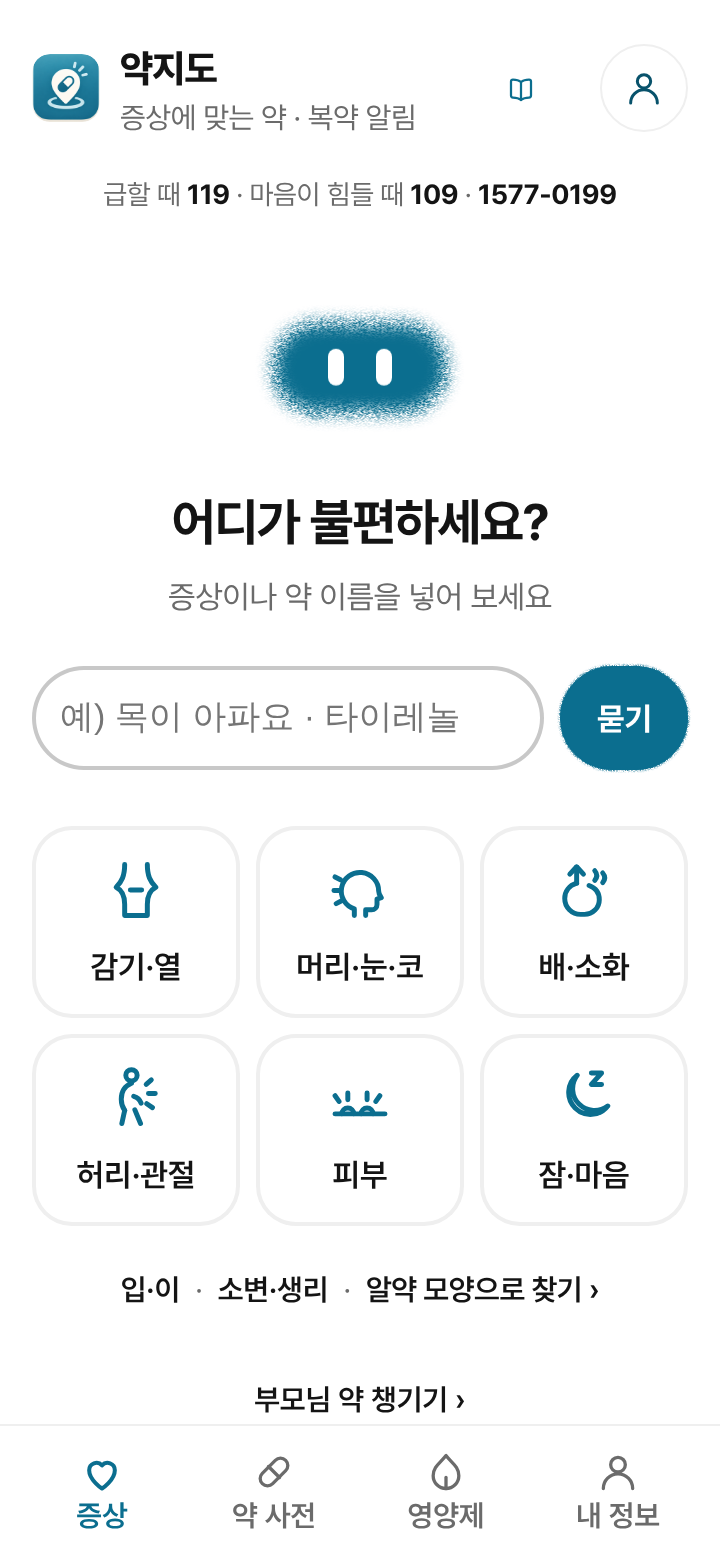 약지도
증상에 맞는 약 · 복약 알림
급할 때 119 · 마음이 힘들 때 109 · 1577-0199
어디가 불편하세요?
증상이나 약 이름을 넣어 보세요
예) 목이 아파요 · 타이레놀
묻기
감기·열
머리·눈·코
배·소화
허리·관절
피부
잠·마음
입·이 · 소변·생리 · 알약 모양으로 찾기 ›
부모님 약 챙기기 ›
증상
약 사전
영양제
내 정보